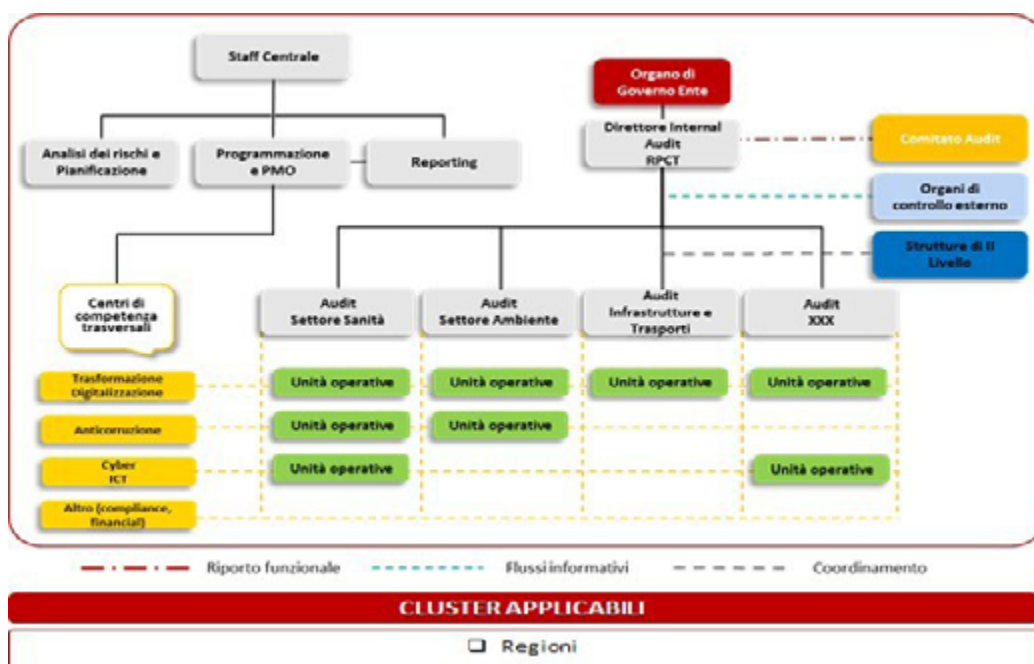 Staff Centrale
Organo di
Governo Ente
Analisi dei rischi e
Pianificazione
Programmazione
e PMO
Reporting
Direttore Internal
Audit
RPCT
Comitato Audit
Organi di
controllo esterno
Strutture di II
Livello
Centri di
competenza
trasversali
Audit
Settore Sanità
Audit
Settore Ambiente
Audit
Infrastrutture e
Trasporti
Audit
XXX
Trasformazione
Digitalizzazione
Unità operative
Unità operative
Unità operative
Unità operative
Anticorruzione
Unità operative
Unità operative
Cyber
ICT
Unità operative
Unità operative
Altro (compliance,
financial)
Riporto funzionale
Flussi informativi
Coordinamento
CLUSTER APPLICABILI
Regioni